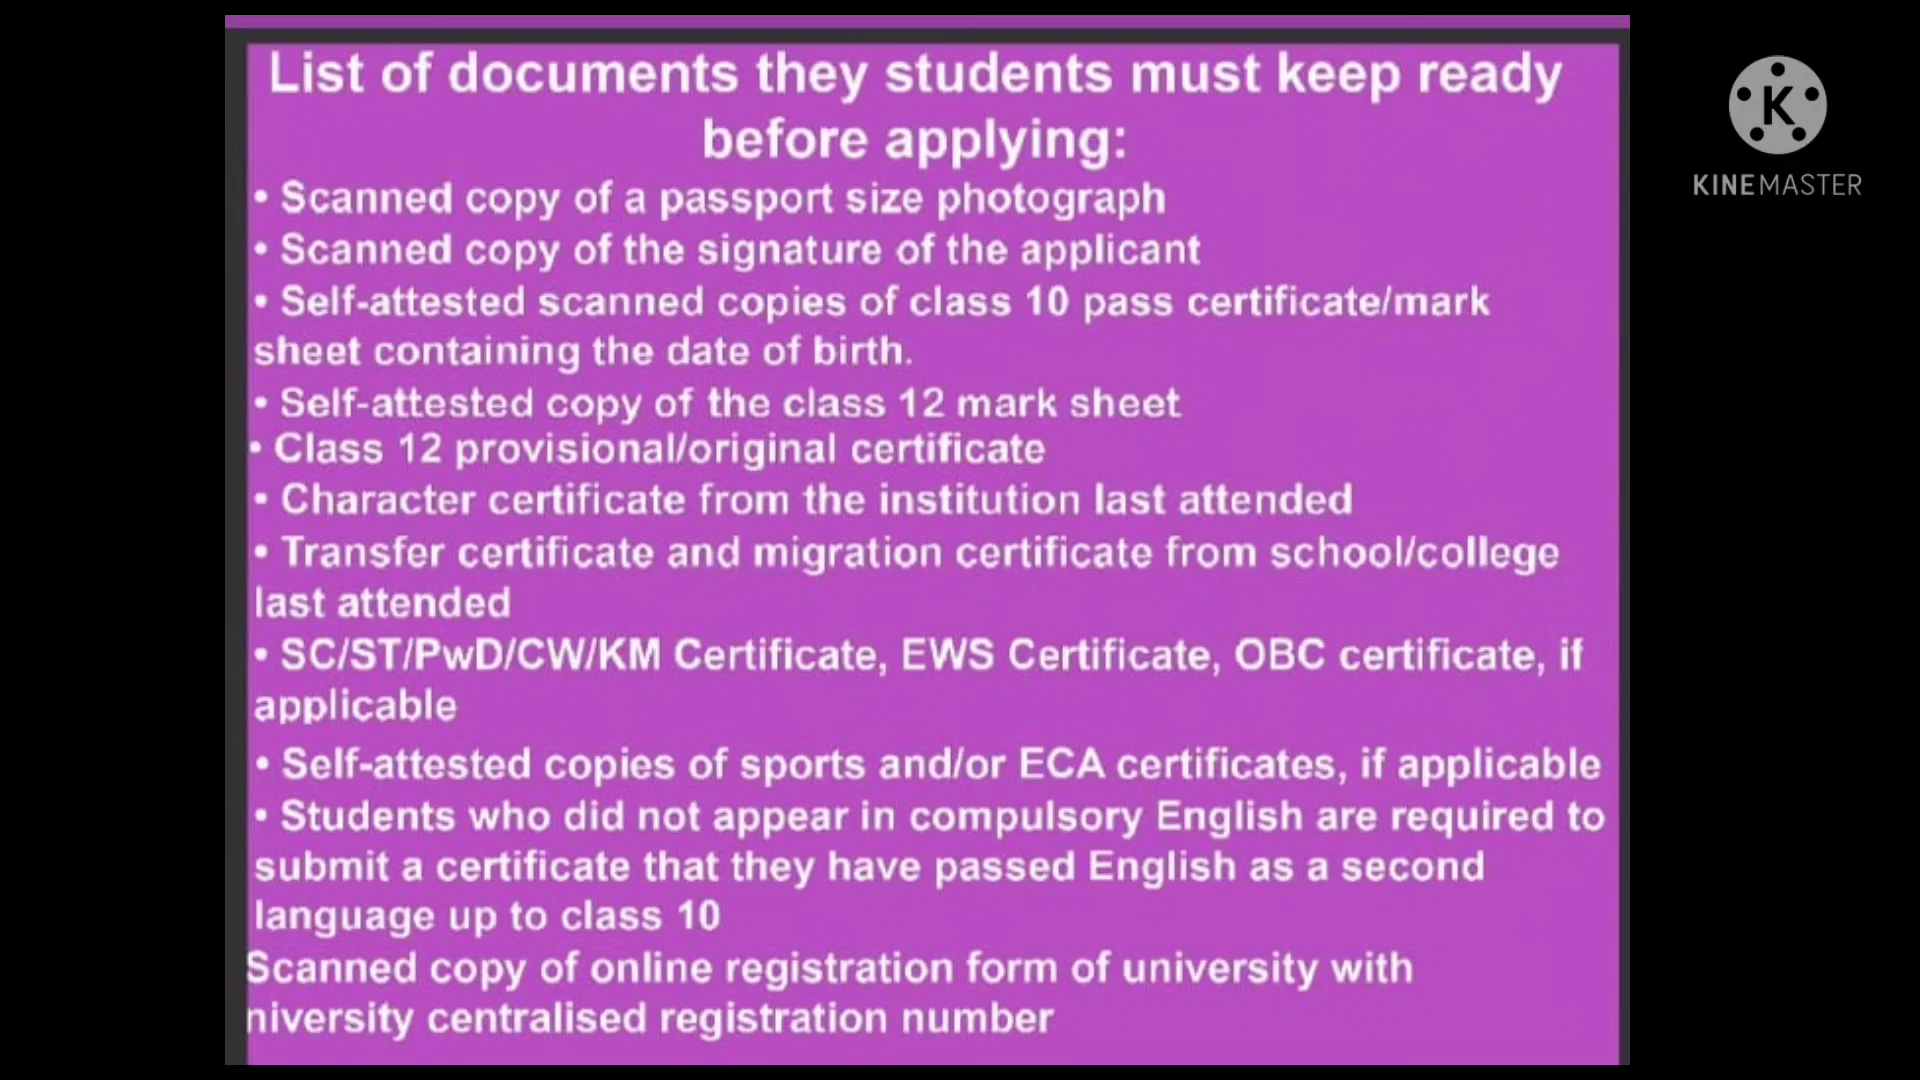 List of documents they students must keep ready
before applying:
• Scanned copy of a passport size photograph
• Scanned copy of the signature of the applicant
• Self-attested scanned copies of class 10 pass certificate/mark
sheet containing the date of birth.
• Self-attested copy of the class 12 mark sheet
• Class 12 provisional/original certificate
• Character certificate from the institution last attended
• Transfer certificate and migration certificate from school/college
last attended
• SC/ST/PwD/CW/KM Certificate, EWS Certificate, OBC certificate, if
applicable
• Self-attested copies of sports and/or ECA certificates, if applicable
• Students who did not appear in compulsory English are required to
submit a certificate that they have passed English as a second
language up to class 10
Scanned copy of online registration form of university with
niversity centralised registration number
K
KINEMASTER